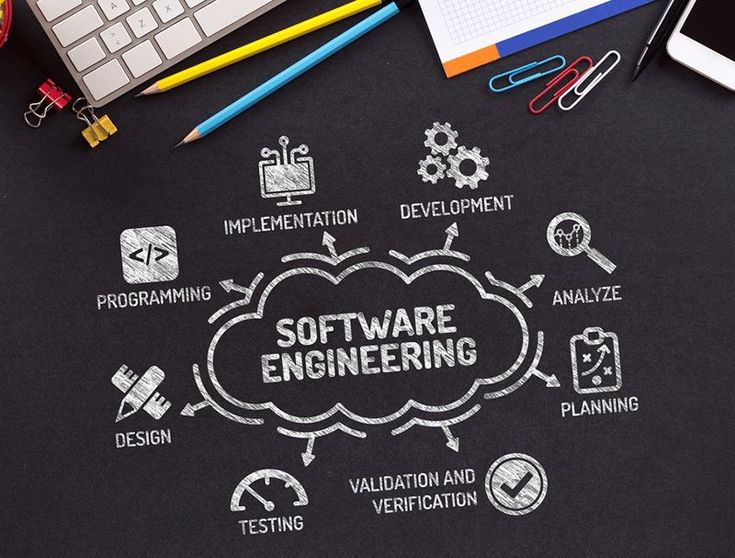 IMPLEMENTATION
DEVELOPMENT
PROGRAMMING
</>
ANALYZE
SOFTWARE
ENGINEERING
PLANNING
DESIGN
VALIDATION AND
VERIFICATION
TESTING